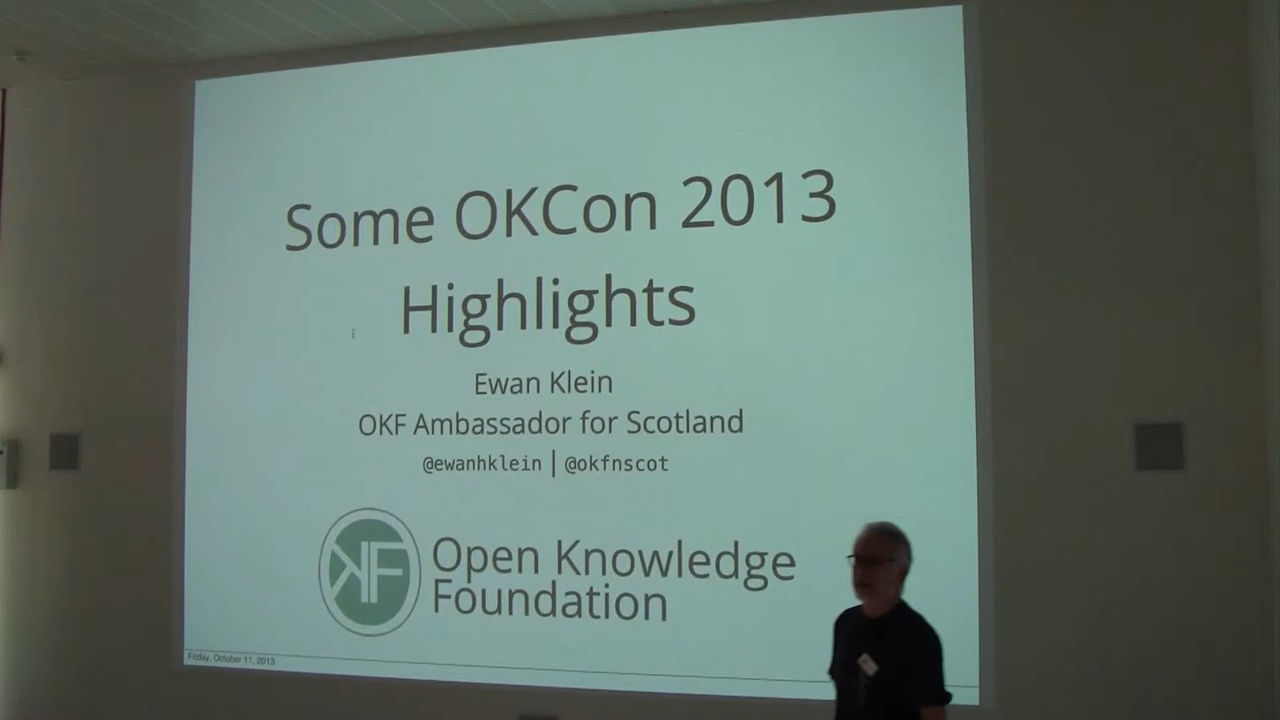 Some OKCon 2013
Highlights
Ewan Klein
OKF Ambassador for Scotland
@ewanhklein | @okfnscot
KF
Open Knowledge
Foundation
Friday, October 11, 2013